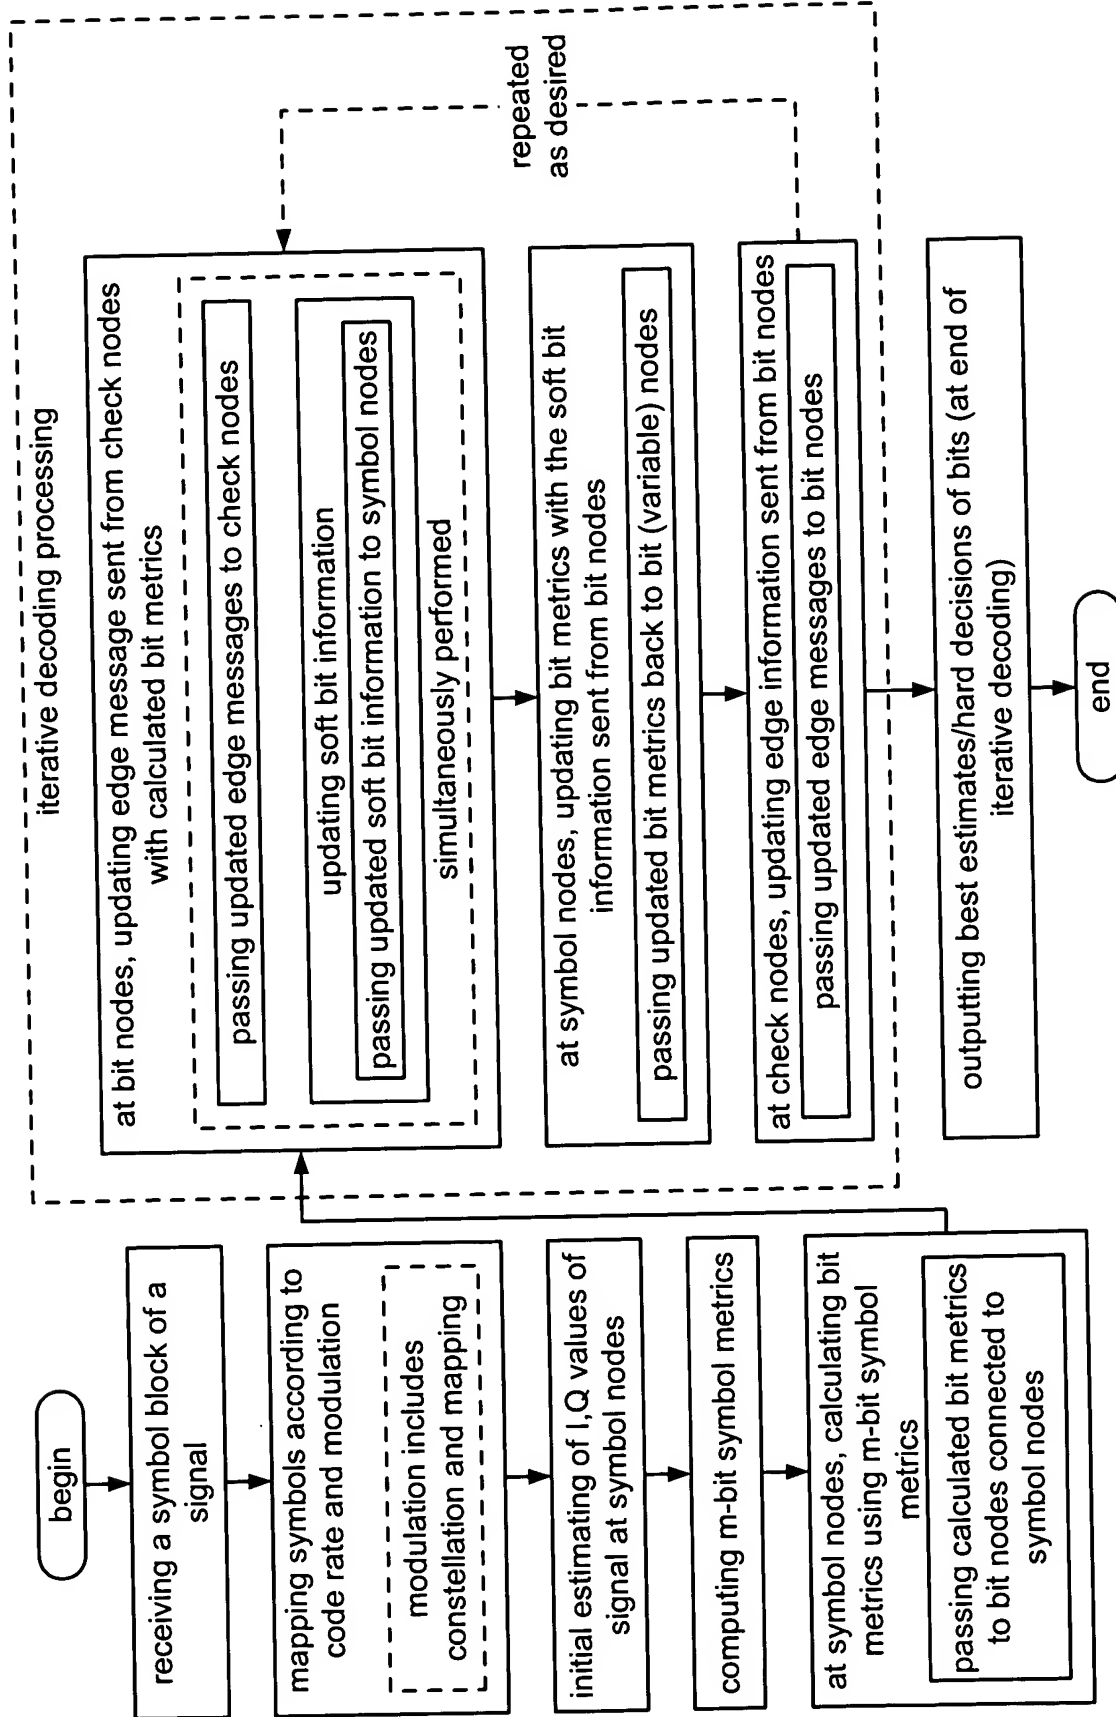 begin
receiving a symbol block of a
signal
mapping symbols according to
code rate and modulation
modulation includes
constellation and mapping
initial estimating of I,Q values of
signal at symbol nodes
computing m-bit symbol metrics
at symbol nodes, calculating bit
metrics using m-bit symbol
metrics
passing calculated bit metrics
to bit nodes connected to
symbol nodes
iterative decoding processing
at bit nodes, updating edge message sent from check nodes
with calculated bit metrics
passing updated edge messages to check nodes
updating soft bit information
passing updated soft bit information to symbol nodes
simultaneously performed
repeated
as desired
at symbol nodes, updating bit metrics with the soft bit
information sent from bit nodes
passing updated bit metrics back to bit (variable) nodes
at check nodes, updating edge information sent from bit nodes
passing updated edge messages to bit nodes
outputting best estimates/hard decisions of bits (at end of
iterative decoding)
end